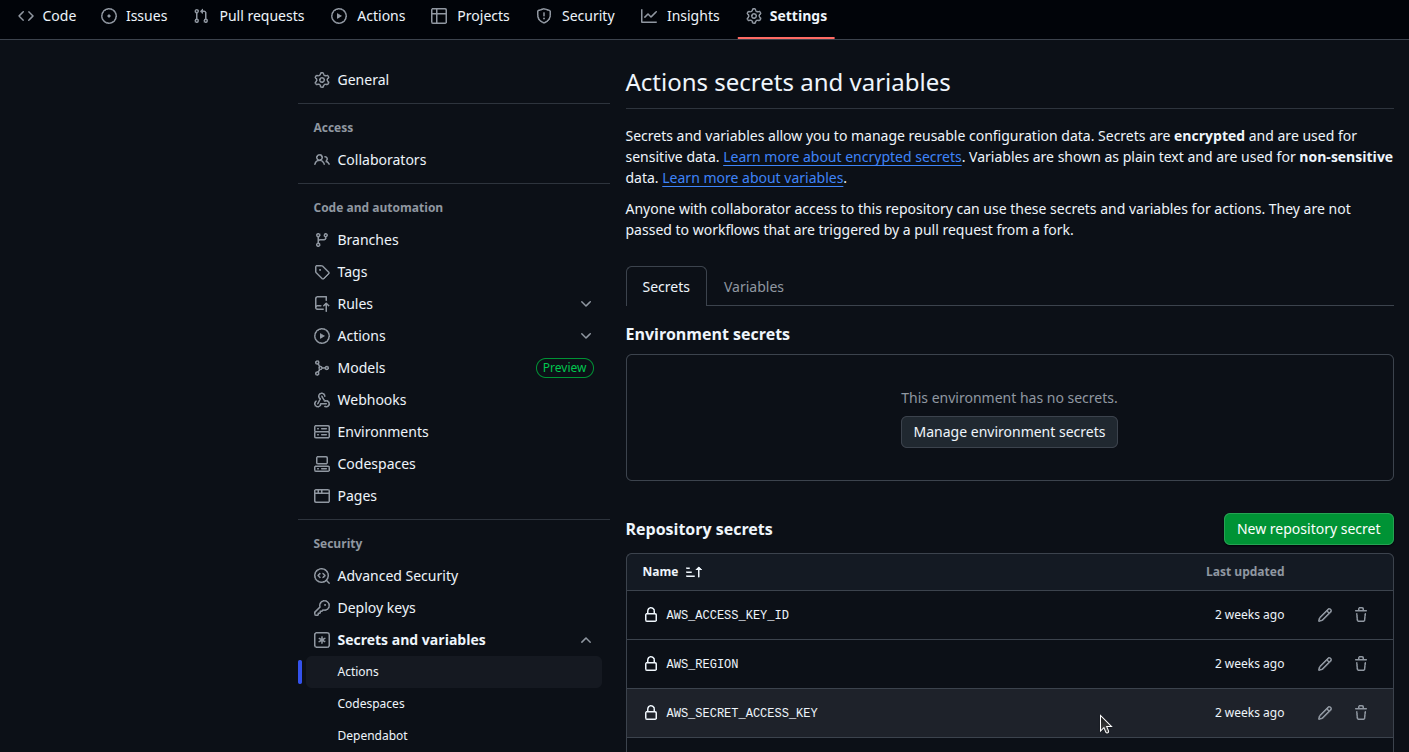 Code Issues Pull requests Actions Projects Security Insights Settings
General
Access
Collaborators
Code and automation
Branches
Tags
Rules
Actions
Models Preview
Webhooks
Environments
Codespaces
Pages
Security
Advanced Security
Deploy keys
Secrets and variables
Actions
Codespaces
Dependabot
Actions secrets and variables
Secrets and variables allow you to manage reusable configuration data. Secrets are encrypted and are used for
sensitive data. Learn more about encrypted secrets. Variables are shown as plain text and are used for non-sensitive
data. Learn more about variables.
Anyone with collaborator access to this repository can use these secrets and variables for actions. They are not
passed to workflows that are triggered by a pull request from a fork.
Secrets Variables
Environment secrets
This environment has no secrets.
Manage environment secrets
Repository secrets New repository secret
Name Last updated
AWS_ACCESS_KEY_ID 2 weeks ago
AWS_REGION 2 weeks ago
AWS_SECRET_ACCESS_KEY 2 weeks ago